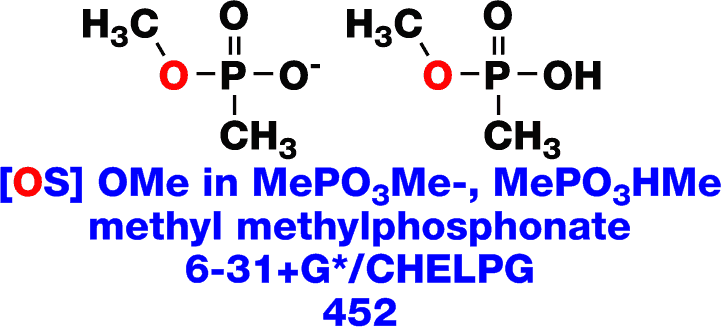 H₃C O H₃C O
O P O⁻ O P OH
CH₃ CH₃
[OS] OMe in MePO₃Me-, MePO₃HMe
methyl methylphosphonate
6-31+G*/CHELPG
452